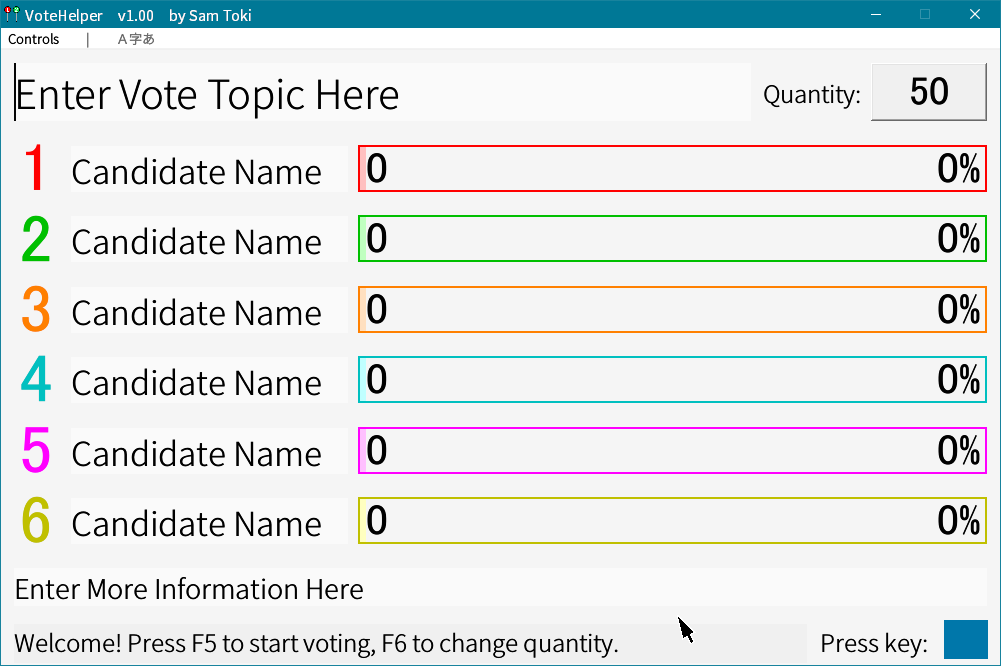 VoteHelper v1.00 by Sam Toki
Controls | A字あ
Enter Vote Topic Here Quantity: 50
1 Candidate Name 0 0%
2 Candidate Name 0 0%
3 Candidate Name 0 0%
4 Candidate Name 0 0%
5 Candidate Name 0 0%
6 Candidate Name 0 0%
Enter More Information Here
Welcome! Press F5 to start voting, F6 to change quantity. Press key: